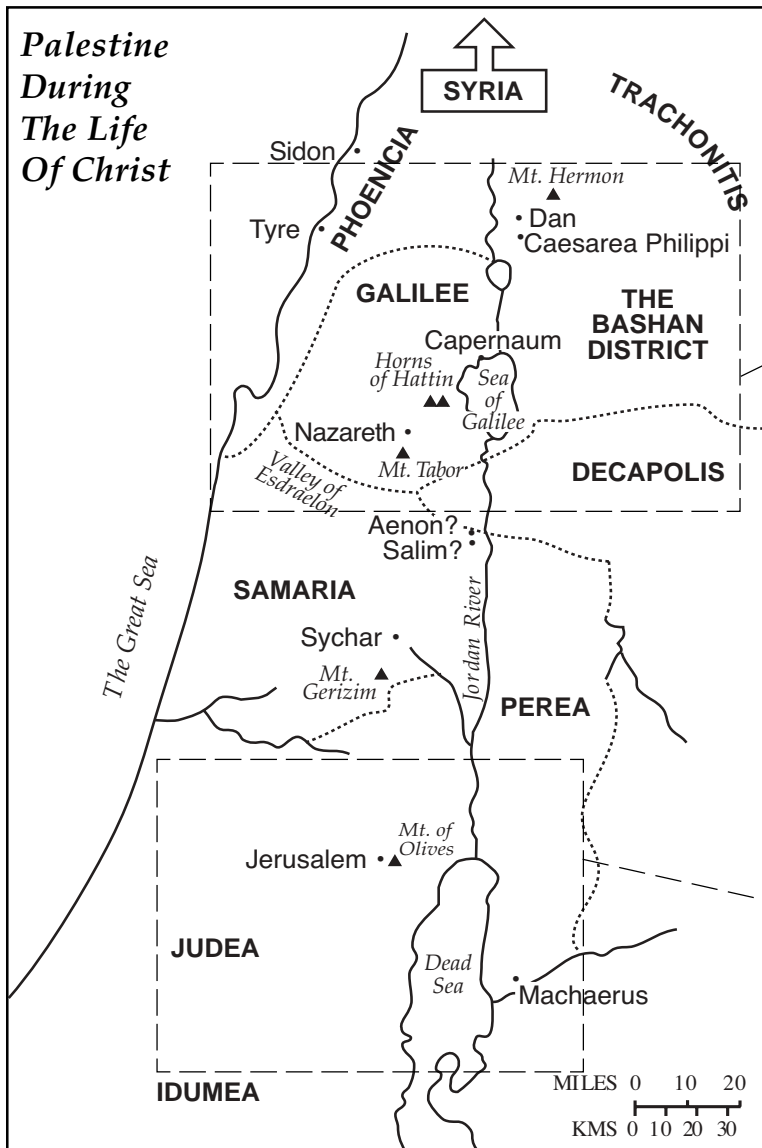 Palestine
During
The Life
Of Christ
SYRIA
TRACHONITIS
Sidon
PHOENICIA
Mt. Hermon
Tyre
Dan
Caesarea Philippi
GALILEE
THE
BASHAN
DISTRICT
Capernaum
Horns
of Hattin
Sea
of
Galilee
Nazareth
Mt. Tabor
Valley of
Esdraelon
DECAPOLIS
Aenon?
Salim?
The Great Sea
SAMARIA
Jordan River
Sychar
Mt.
Gerizim
PEREA
Mt. of
Olives
Jerusalem
JUDEA
Dead
Sea
Machaerus
IDUMEA
MILES 0 10 20
KMS 0 10 20 30